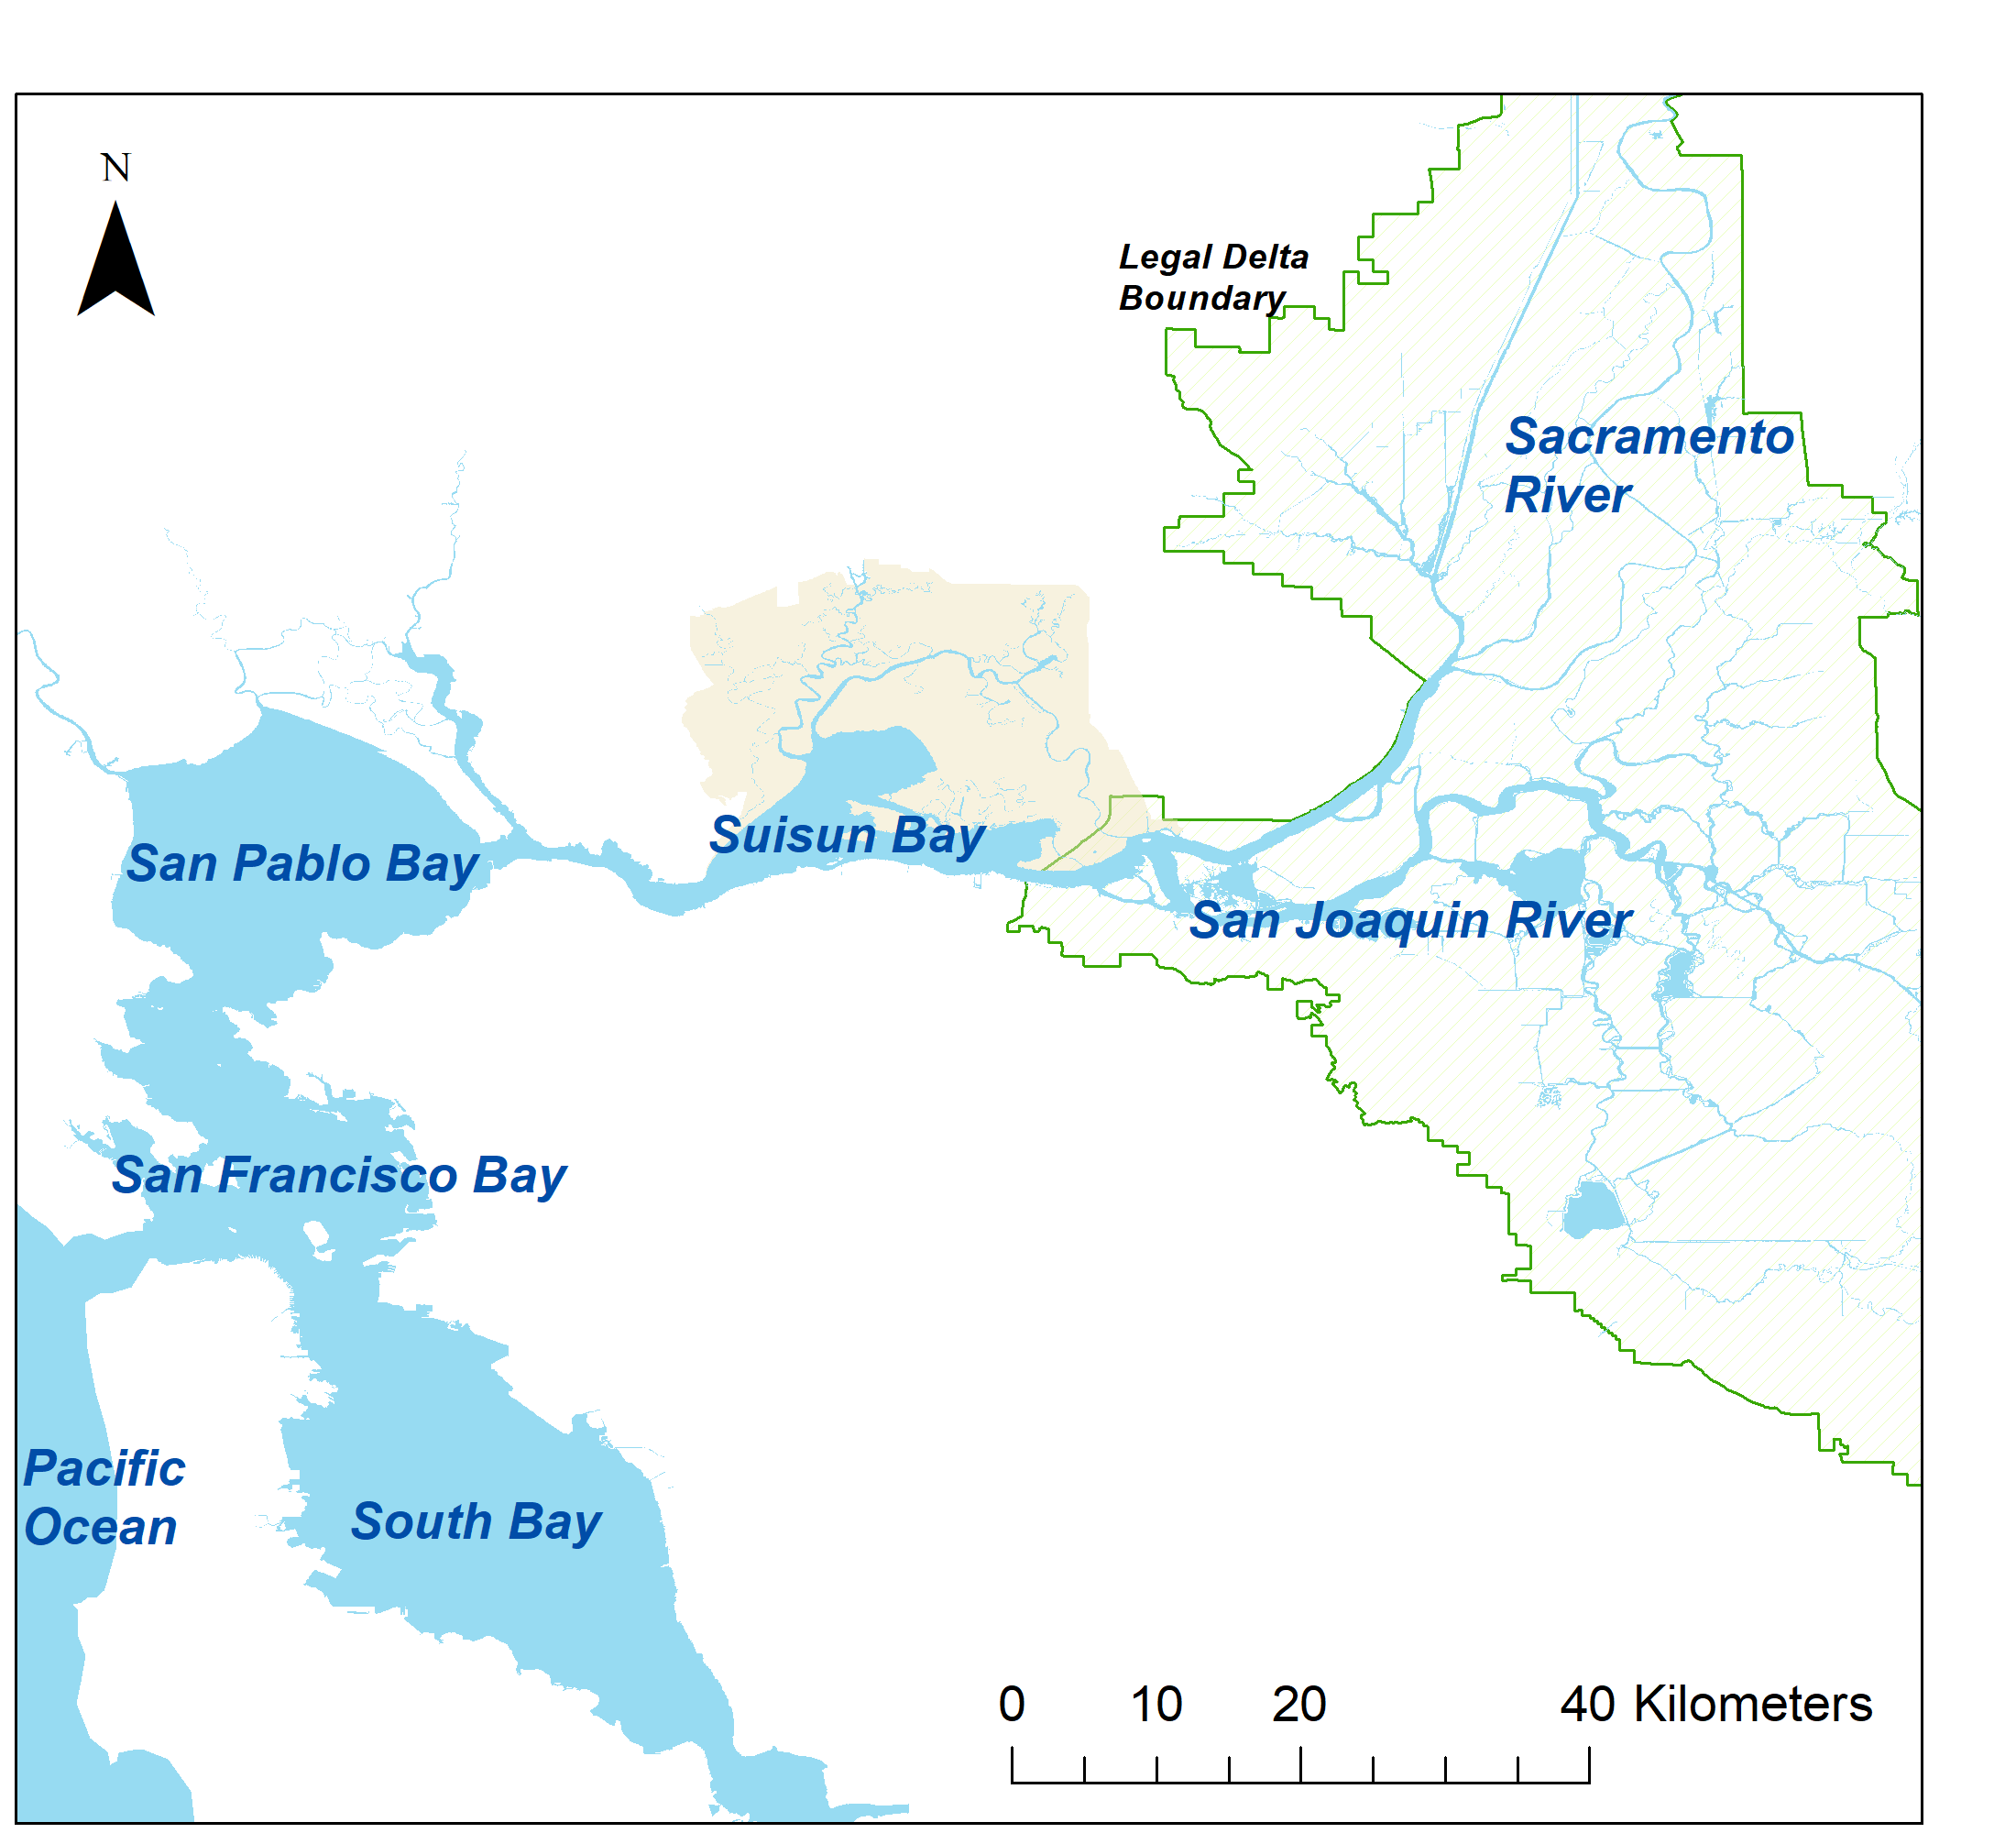 N
Legal Delta
Boundary
Sacramento
River
Suisun Bay
San Pablo Bay
San Joaquin River
San Francisco Bay
Pacific
Ocean
South Bay
0 10 20 40 Kilometers